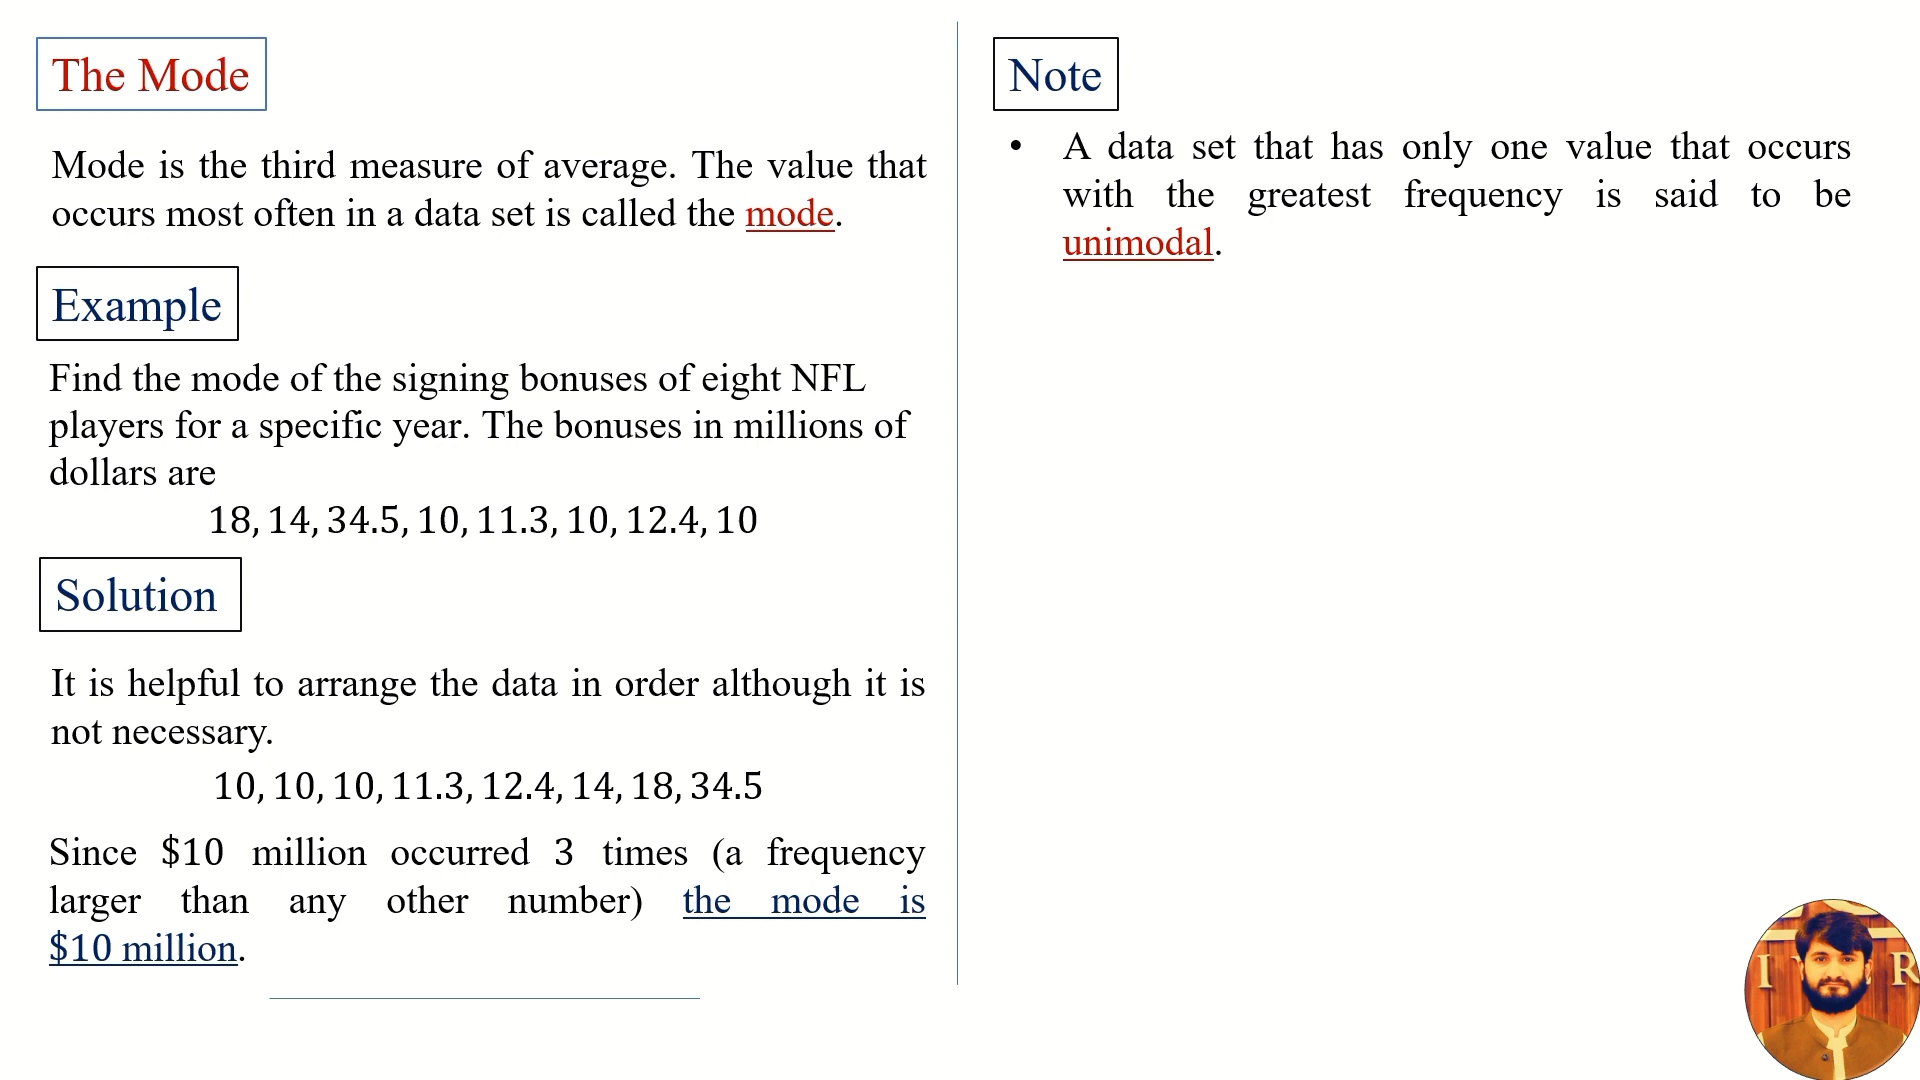 The Mode
Mode is the third measure of average. The value that
occurs most often in a data set is called the mode.
Example
Find the mode of the signing bonuses of eight NFL
players for a specific year. The bonuses in millions of
dollars are
18, 14, 34.5, 10, 11.3, 10, 12.4, 10
Solution
It is helpful to arrange the data in order although it is
not necessary.
10, 10, 10, 11.3, 12.4, 14, 18, 34.5
Since $10 million occurred 3 times (a frequency
larger than any other number) the mode is
$10 million.
Note
• A data set that has only one value that occurs
with the greatest frequency is said to be
unimodal.